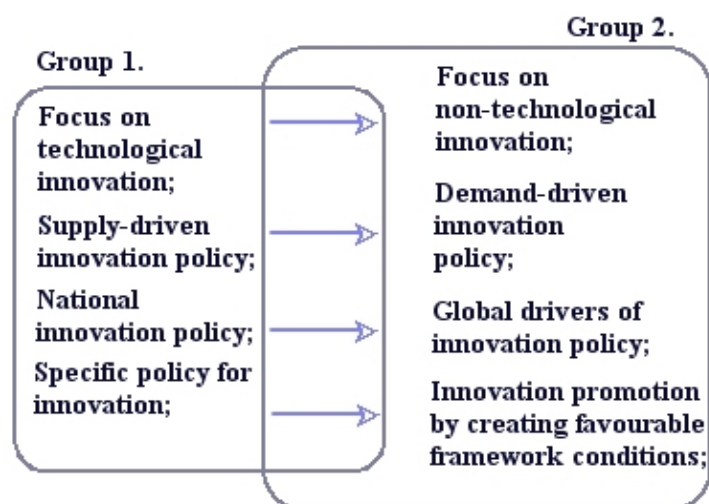 Group 1.
Focus on
technological
innovation;
Supply-driven
innovation policy;
National
innovation policy;
Specific policy for
innovation;
Group 2.
Focus on
non-technological
innovation;
Demand-driven
innovation
policy;
Global drivers of
innovation policy;
Innovation promotion
by creating favourable
framework conditions;